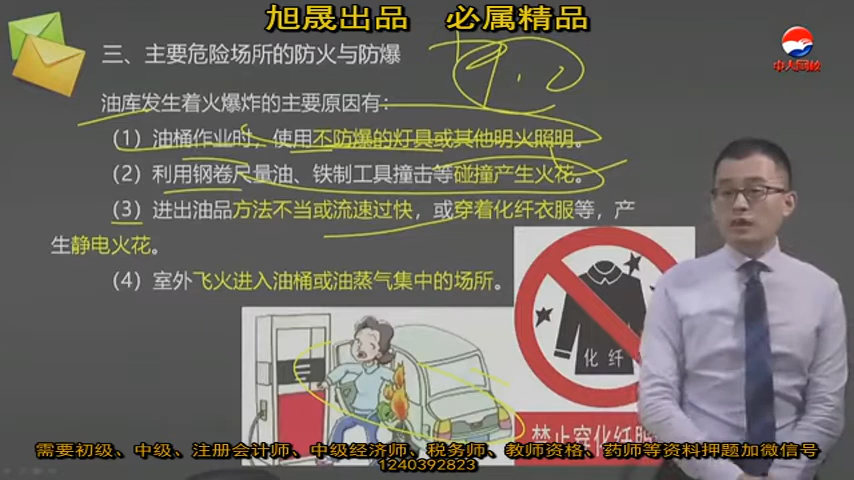 旭晟出品 必属精品
三、主要危险场所的防火与防爆
油库发生着火爆炸的主要原因有：
（1）油桶作业时，使用不防爆的灯具或其他明火照明。
（2）利用钢卷尺量油、铁制工具撞击等碰撞产生火花。
（3）进出油品方法不当或流速过快，或穿着化纤衣服等，产
生静电火花。
（4）室外飞火进入油桶或油蒸气集中的场所。
化纤
禁止穿化纤服
需要初级、中级、注册会计师、中级经济师、税务师、教师资格、药师等资料押题加微信号
1240392823